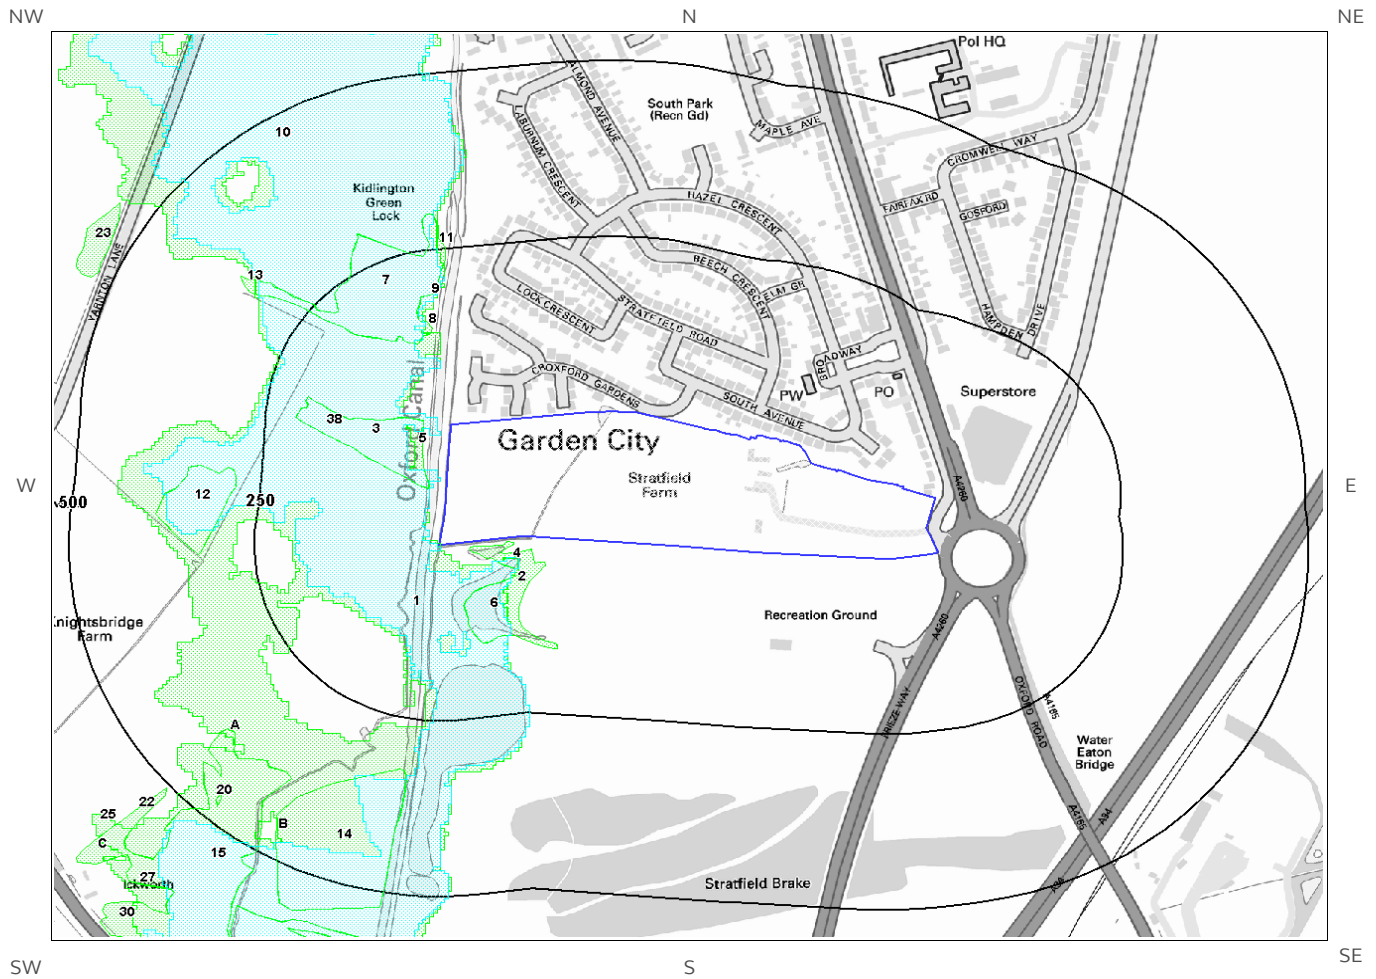 NW
N
NE
Pol HQ
ALMOND AVENUE
South Park
(Recn Gd)
MAPLE AVE
10
LABURNUM CRESCENT
CROMWELL WAY
Kidlington
Green
Lock
HAZEL CRESCENT
FAIRFAX RD
GOSFORD
23
11
YARNTON LANE
13
7
9
8
BEECH CRESCENT
ELM GR
LOCK CRESCENT
STRATFIELD ROAD
HAMPDEN DRIVE
BROADWAY
CROXFORD GARDENS
PW
PO
Superstore
SOUTH AVENUE
38
3
5
Oxford Canal
Garden City
W
E
Stratfield
Farm
12
500
250
A4260
4
2
6
1
Knightsbridge
Farm
Recreation Ground
A4260
FRIEZE WAY
OXFORD ROAD
A4165
A
Water
Eaton
Bridge
20
22
25
B
14
C
15
A4165
A34
27
Ickworth
Stratfield Brake
A34
30
SW
S
SE